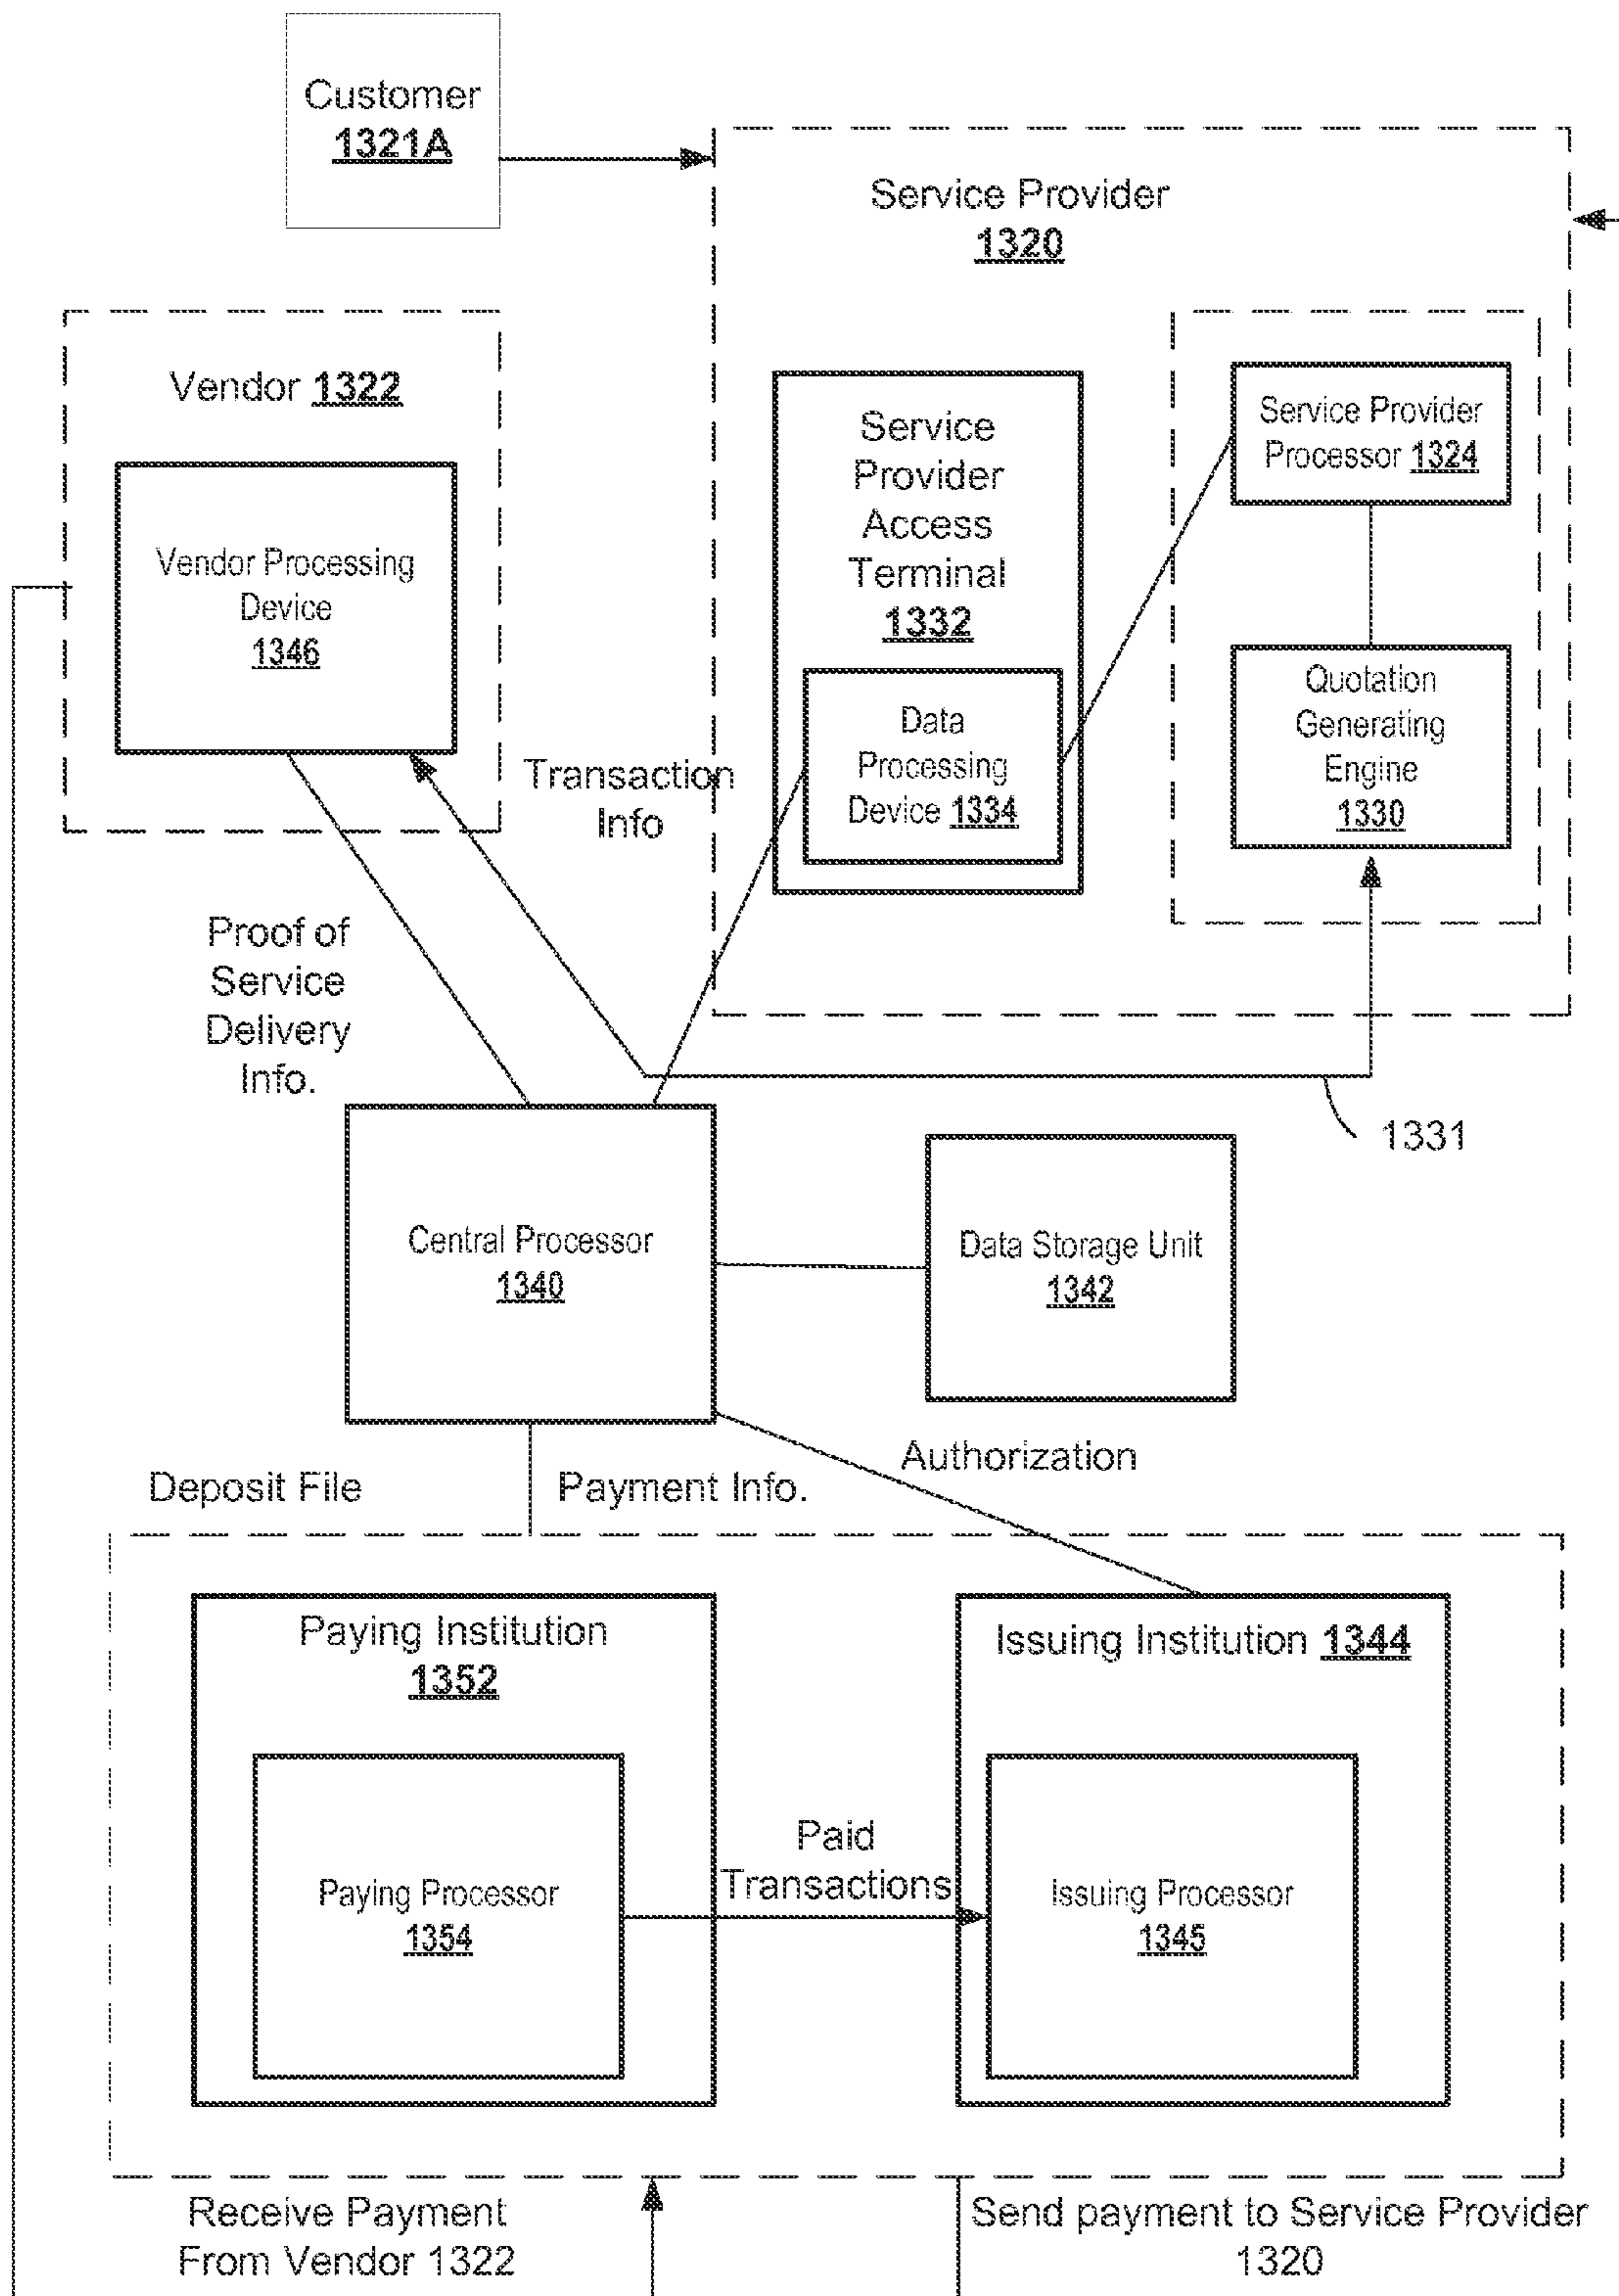 Customer
1321A
Service Provider
1320
Vendor 1322
Vendor Processing
Device
1346
Service
Provider
Access
Terminal
1332
Data
Processing
Device 1334
Service Provider
Processor 1324
Quotation
Generating
Engine
1330
Transaction
Info
Proof of
Service
Delivery
Info.
1331
Central Processor
1340
Data Storage Unit
1342
Authorization
Deposit File
Payment Info.
Paying Institution
1352
Issuing Institution 1344
Paying Processor
1354
Paid
Transactions
Issuing Processor
1345
Receive Payment
From Vendor 1322
Send payment to Service Provider
1320